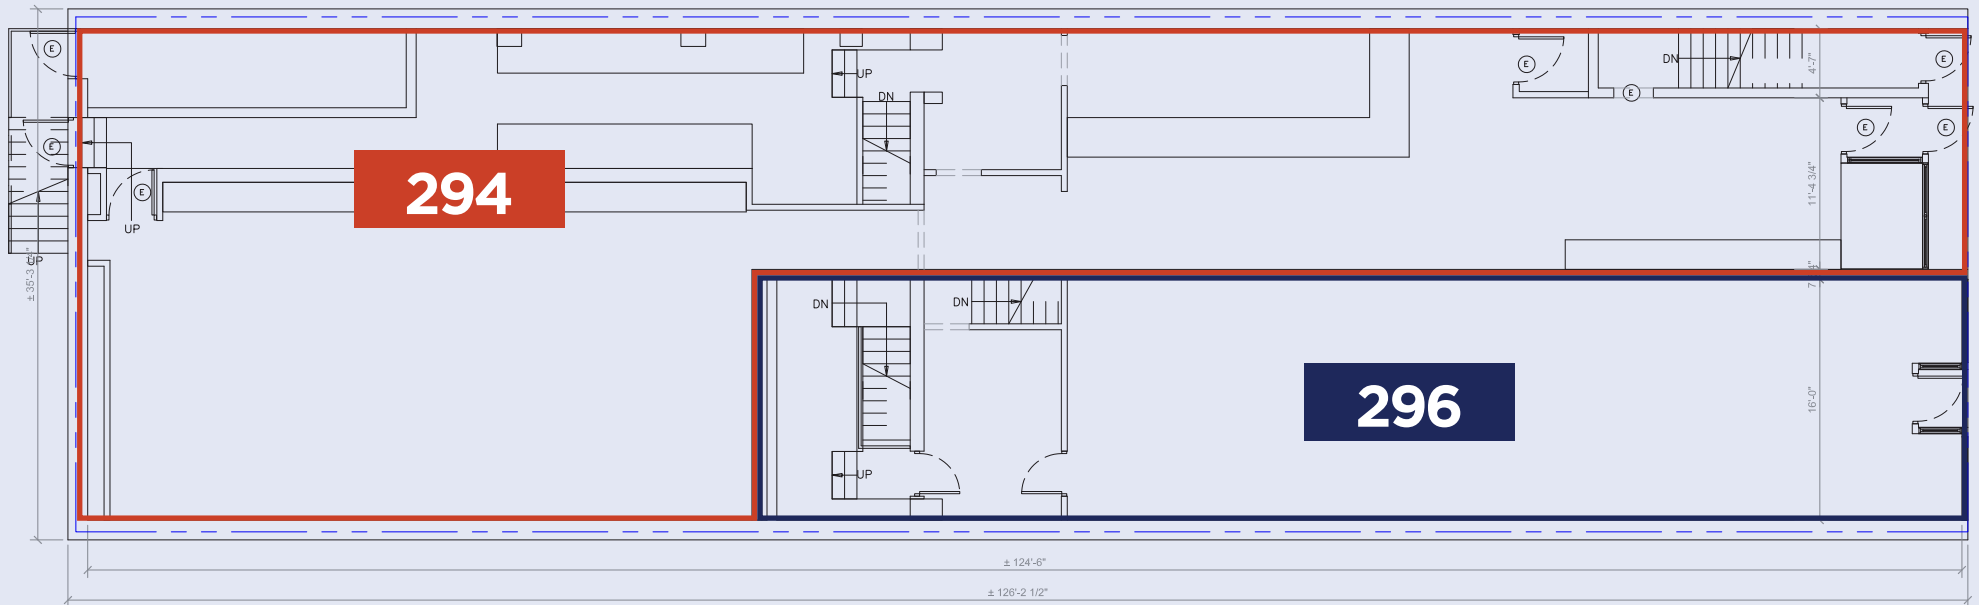 E
E
E
UP
UP
± 35'-3
294
UP
DN
DN
DN
UP
E
DN
E
4'-7"
E
E
E
11'-4 3/4"
296
16'-0"
± 124'-6"
± 126'-2 1/2"